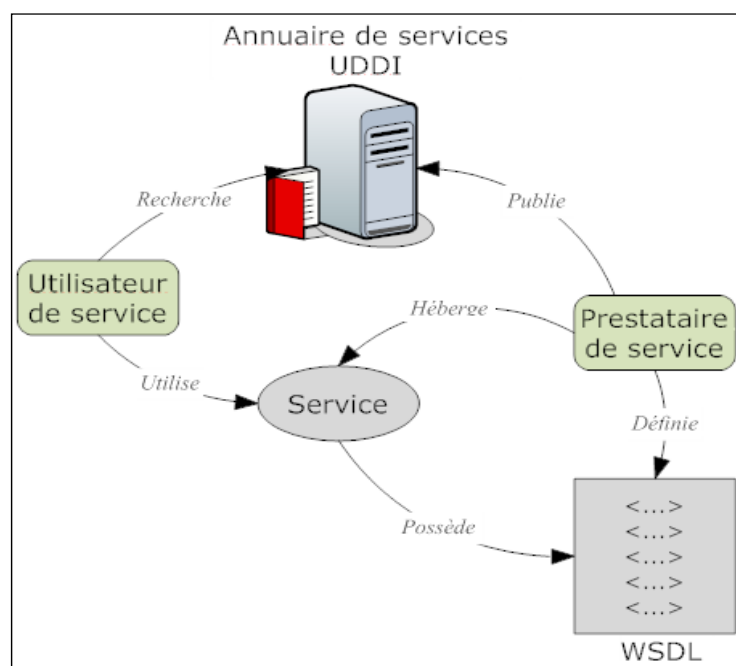 Annuaire de services
UDDI
Recherche
Publie
Utilisateur
de service
Héberge
Prestataire
de service
Utilise
Service
Définie
Possède
<...>
<...>
<...>
<...>
<...>
WSDL